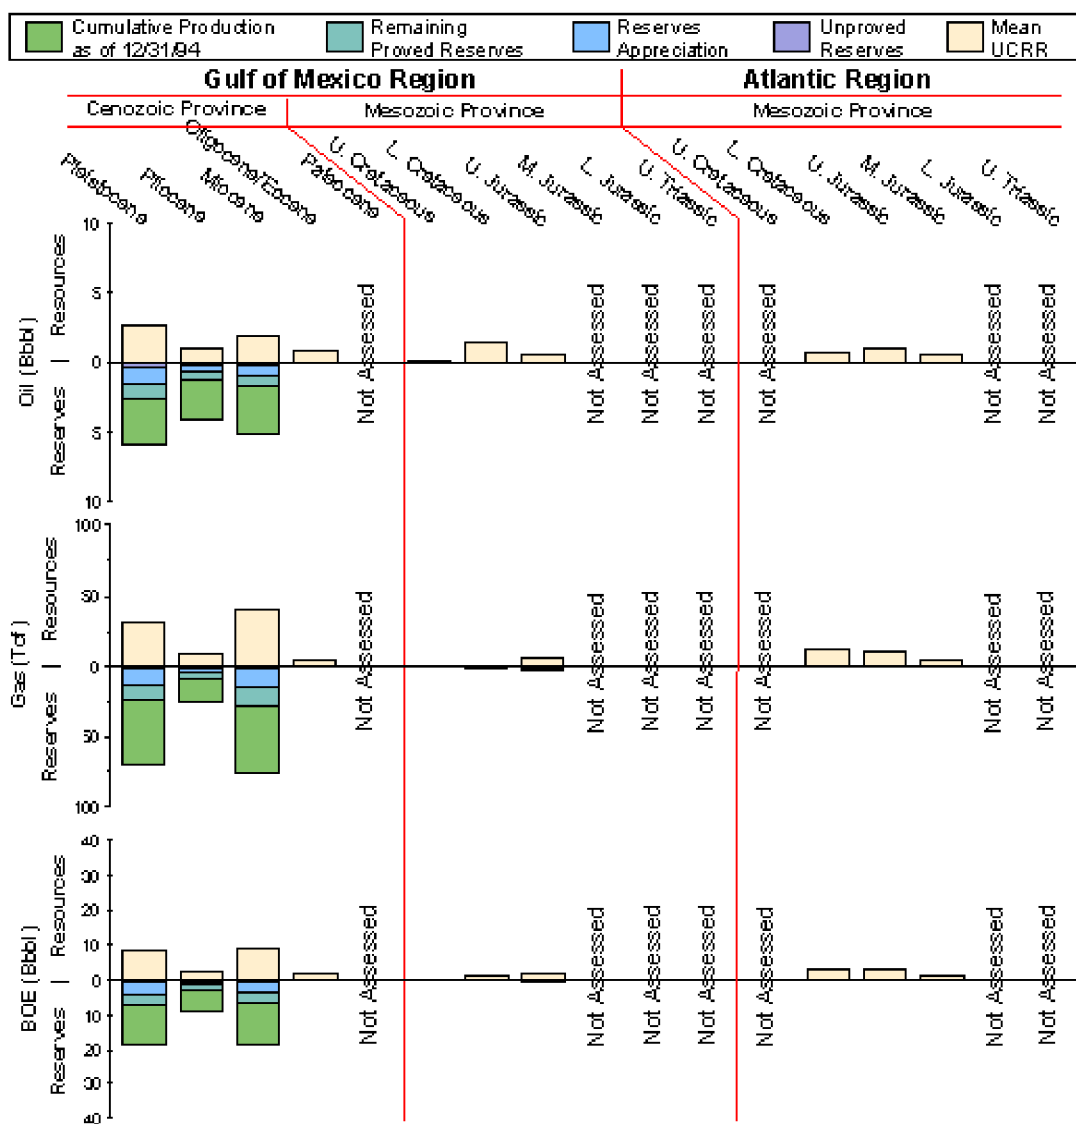 Cumulative Production
as of 12/31/94
Remaining
Proved Reserves
Reserves
Appreciation
Unproved
Reserves
Mean
UCRR
Gulf of Mexico Region
Atlantic Region
Cenozoic Province
Mesozoic Province
Mesozoic Province
Pleistocene
Pliocene
Miocene
Oligocene/Eocene
Paleocene
U. Cretaceous
L. Cretaceous
U. Jurassic
M. Jurassic
L. Jurassic
U. Triassic
U. Cretaceous
L. Cretaceous
U. Jurassic
M. Jurassic
L. Jurassic
U. Triassic
Oil (Bbbl)
Reserves | Resources
10
5
0
5
10
Not Assessed
Not Assessed
Not Assessed
Not Assessed
Not Assessed
Not Assessed
Not Assessed
Gas (Tcf)
Reserves | Resources
100
50
0
50
100
Not Assessed
Not Assessed
Not Assessed
Not Assessed
Not Assessed
Not Assessed
Not Assessed
BOE (Bbbl)
Reserves | Resources
40
30
20
10
0
10
20
30
40
Not Assessed
Not Assessed
Not Assessed
Not Assessed
Not Assessed
Not Assessed
Not Assessed